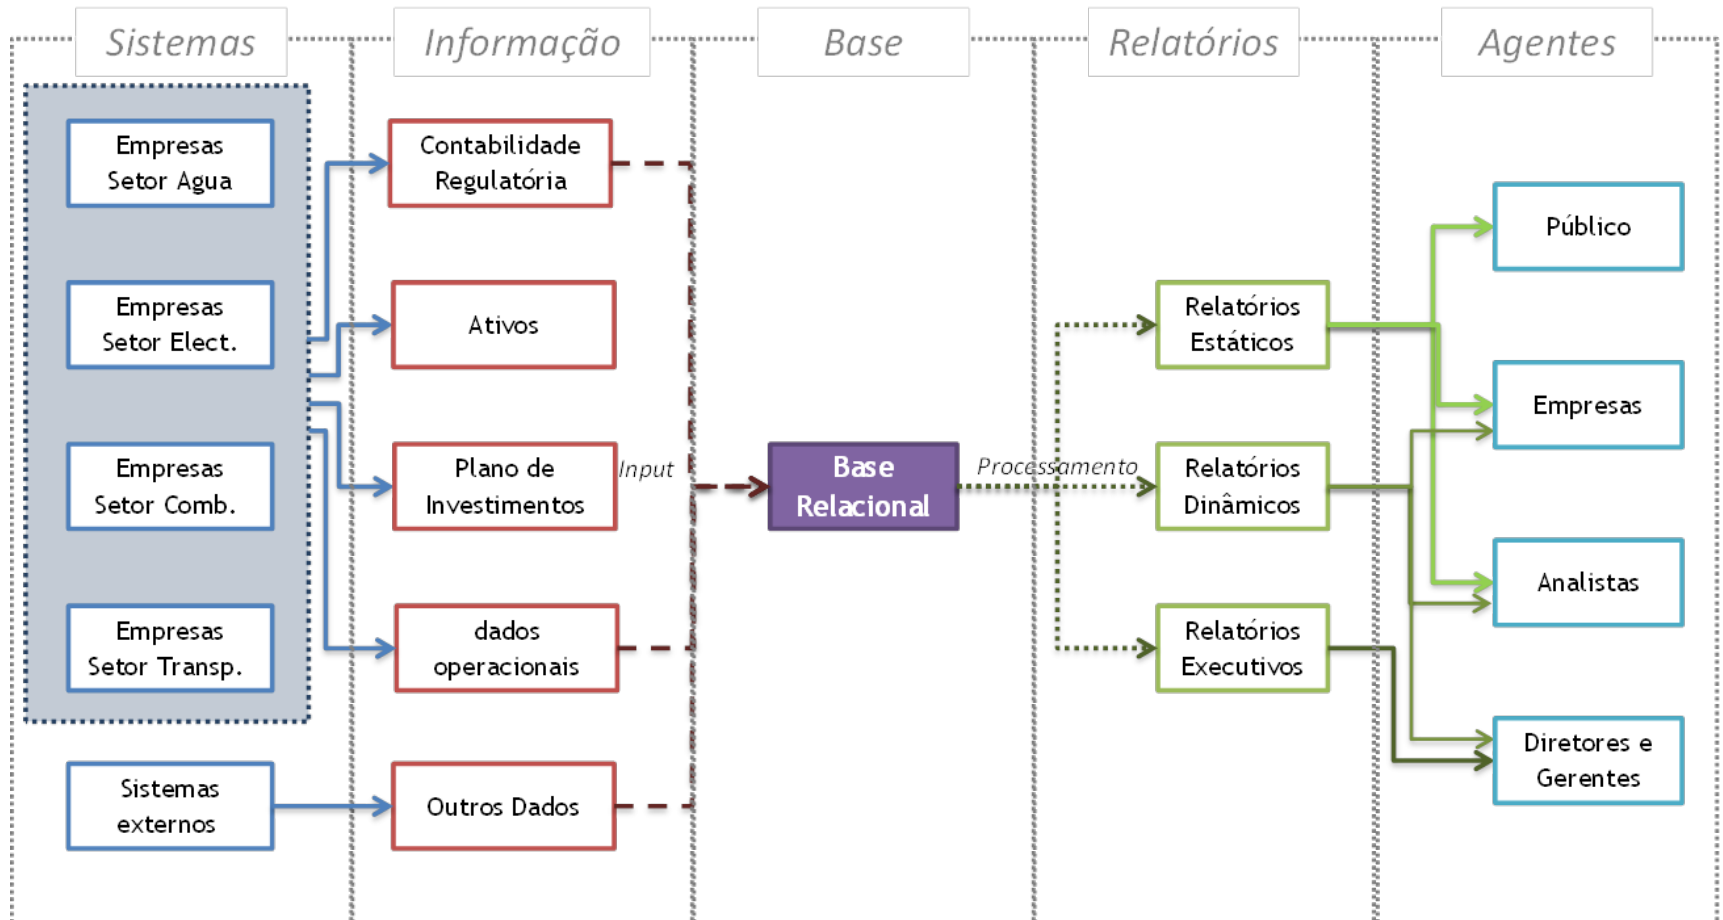 Sistemas
Informação
Base
Relatórios
Agentes
Empresas
Setor Agua
Empresas
Setor Elect.
Empresas
Setor Comb.
Empresas
Setor Transp.
Sistemas
externos
Contabilidade
Regulatória
Ativos
Plano de
Investimentos
dados
operacionais
Outros Dados
Input
Base
Relacional
Processamento
Relatórios
Estáticos
Relatórios
Dinâmicos
Relatórios
Executivos
Público
Empresas
Analistas
Diretores e
Gerentes